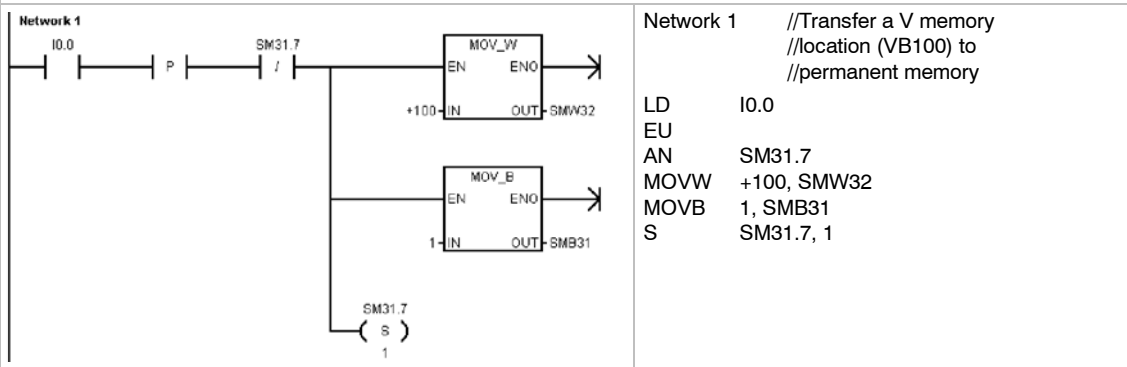 Network 1
I0.0
P
SM31.7
/
MOV_W
EN ENO
+100 IN OUT SMW32
MOV_B
EN ENO
1 IN OUT SMB31
SM31.7
S
1
Network 1 //Transfer a V memory
//location (VB100) to
//permanent memory
LD I0.0
EU
AN SM31.7
MOVW +100, SMW32
MOVB 1, SMB31
S SM31.7, 1